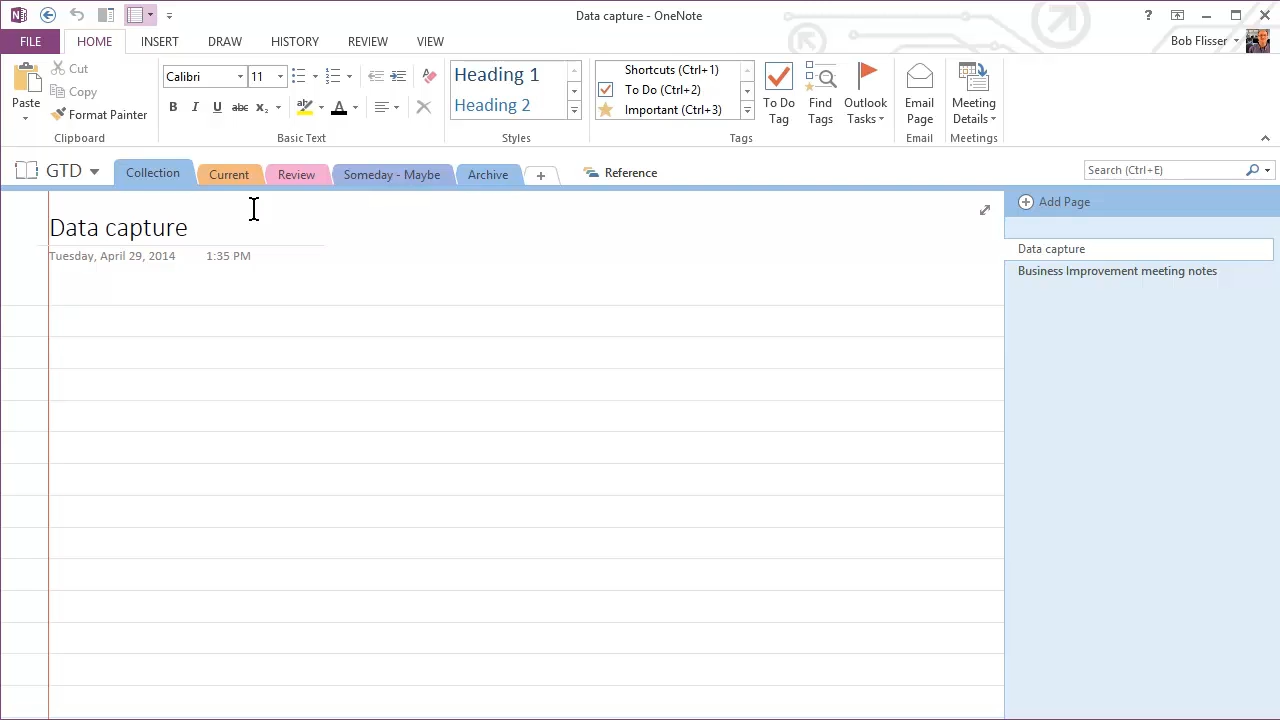 Data capture - OneNote
?
FILE HOME INSERT DRAW HISTORY REVIEW VIEW
Bob Flisser
Paste
Cut
Copy
Format Painter
Clipboard
Calibri 11
B I U abc x₂ A
Basic Text
Heading 1
Heading 2
Styles
Shortcuts (Ctrl+1)
To Do (Ctrl+2)
Important (Ctrl+3)
To Do
Tag
Find
Tags
Tags
Outlook
Tasks
Email
Page
Email
Meeting
Details
Meetings
GTD
Collection Current Review Someday - Maybe Archive + Reference
Search (Ctrl+E)
Data capture
Tuesday, April 29, 2014 1:35 PM
Add Page
Data capture
Business Improvement meeting notes